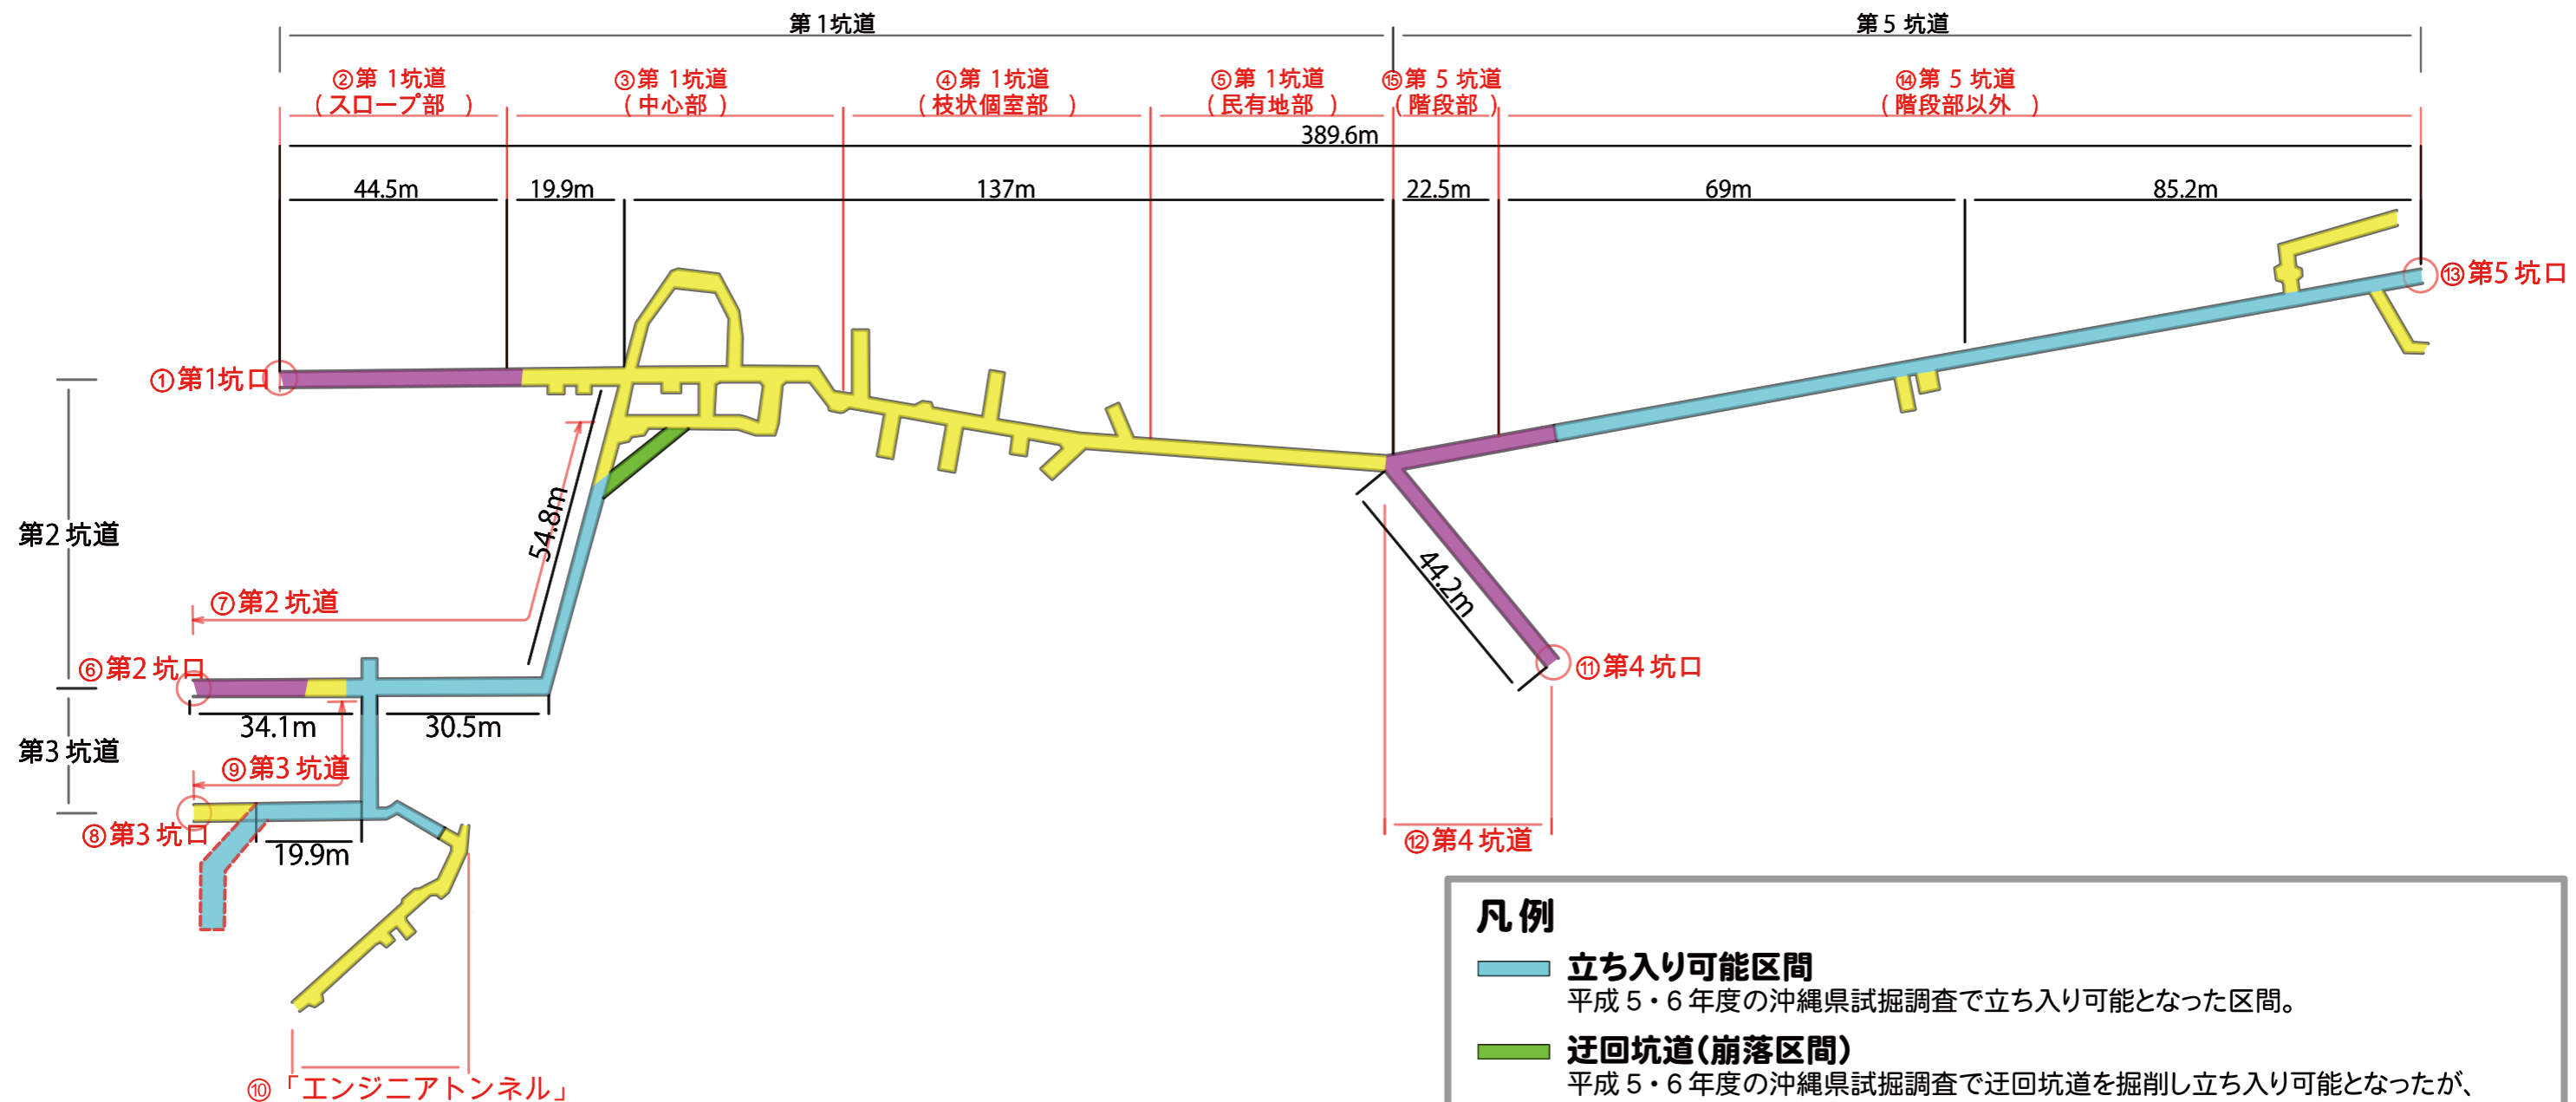 第1坑道
第5坑道
②第1坑道
(スロープ部)
③第1坑道
(中心部)
④第1坑道
(枝状個室部)
⑤第1坑道
(民有地部)
⑮第5坑道
(階段部)
⑭第5坑道
(階段部以外)
389.6m
44.5m
19.9m
137m
22.5m
69m
85.2m
⑬第5坑口
①第1坑口
54.8m
第2坑道
⑦第2坑道
44.2m
⑥第2坑口
⑪第4坑口
34.1m
30.5m
第3坑道
⑨第3坑道
⑧第3坑口
19.9m
⑫第4坑道
⑩「エンジニアトンネル」
凡例
立ち入り可能区間
平成5・6年度の沖縄県試掘調査で立ち入り可能となった区間。
迂回坑道(崩落区間)
平成5・6年度の沖縄県試掘調査で迂回坑道を掘削し立ち入り可能となったが、